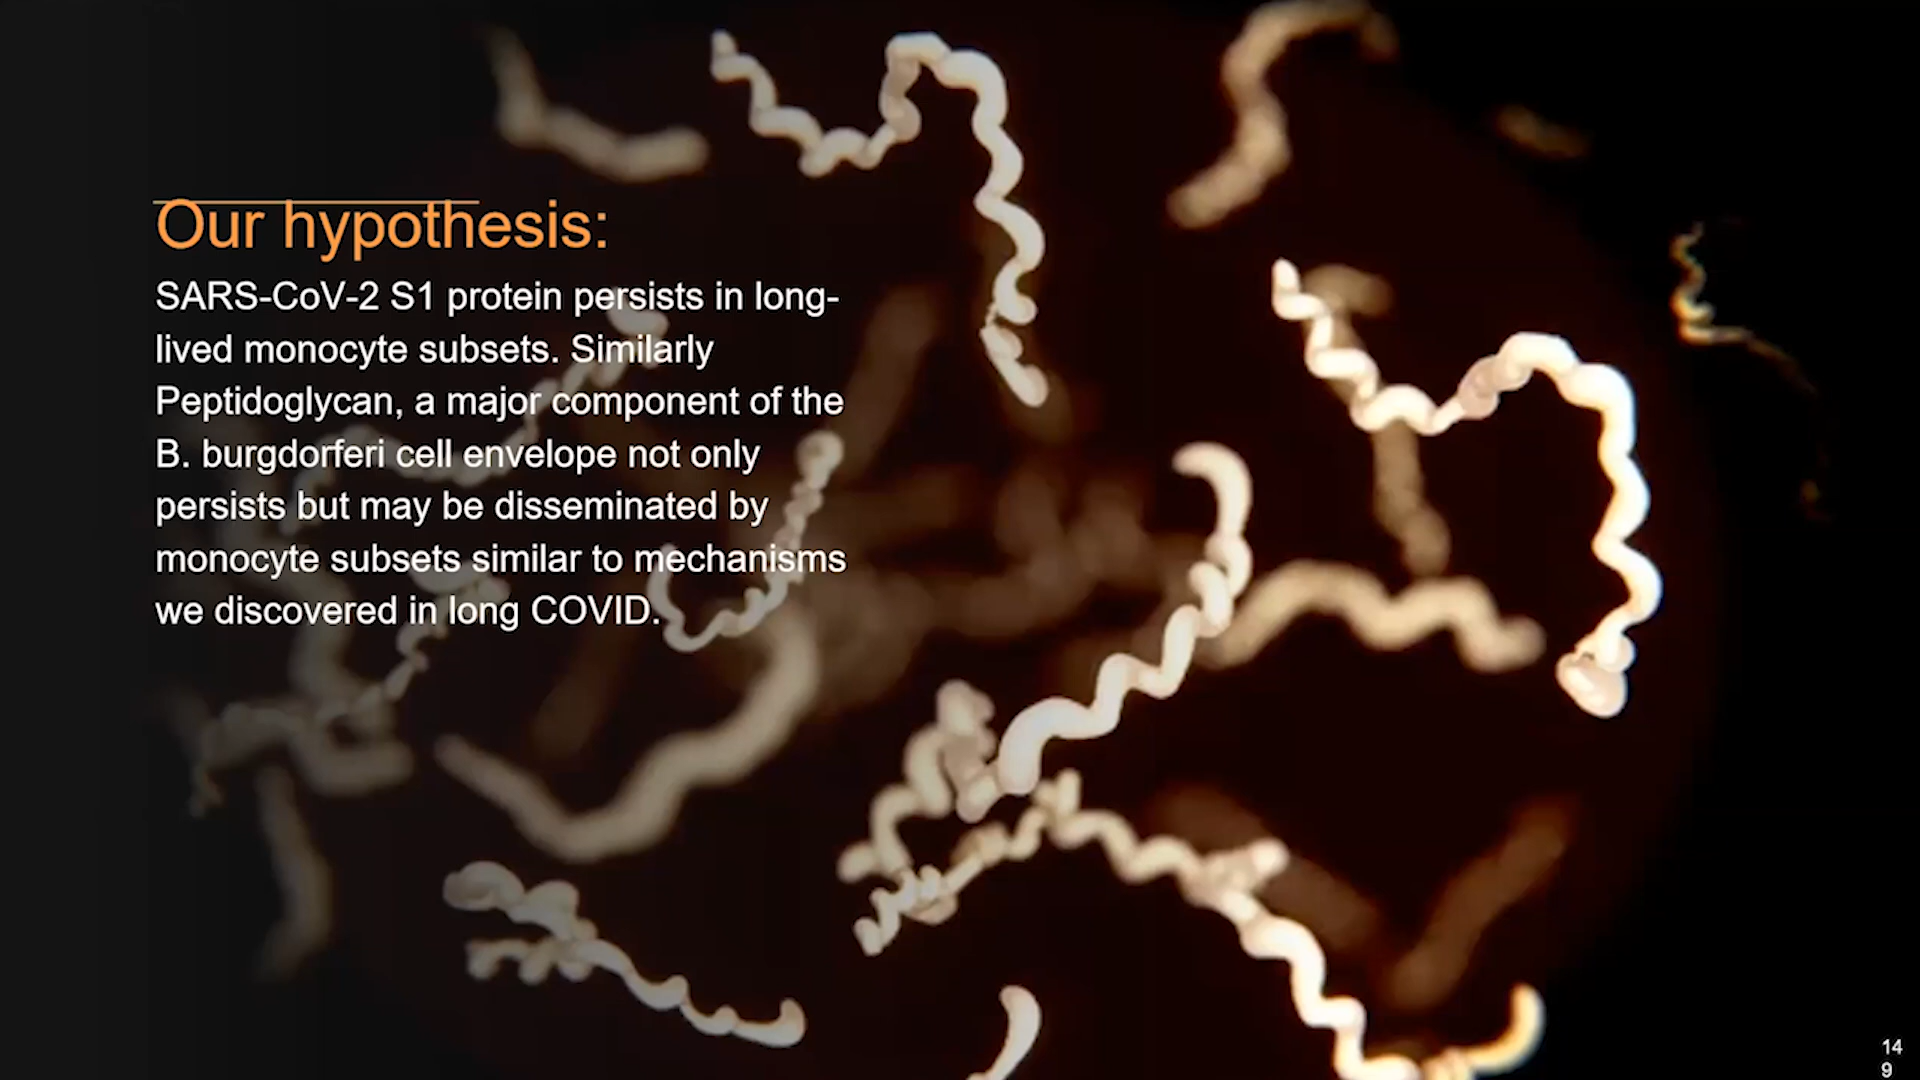 Our hypothesis:
SARS-CoV-2 S1 protein persists in long-
lived monocyte subsets. Similarly
Peptidoglycan, a major component of the
B. burgdorferi cell envelope not only
persists but may be disseminated by
monocyte subsets similar to mechanisms
we discovered in long COVID.
14
9